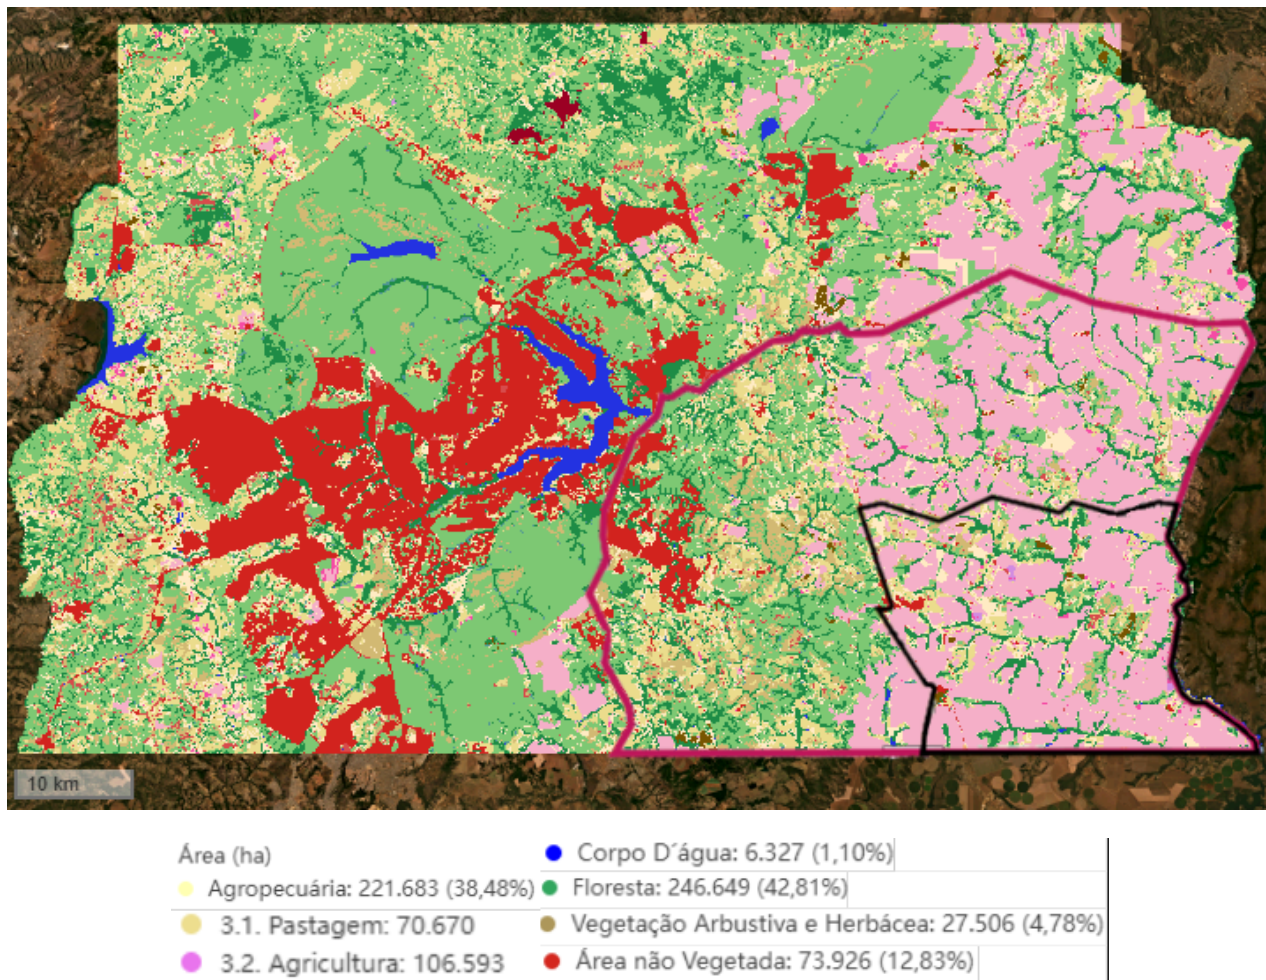 10 km
Área (ha)
Agropecuária: 221.683 (38,48%)
3.1. Pastagem: 70.670
3.2. Agricultura: 106.593
Corpo D´água: 6.327 (1,10%)
Floresta: 246.649 (42,81%)
Vegetação Arbustiva e Herbácea: 27.506 (4,78%)
Área não Vegetada: 73.926 (12,83%)